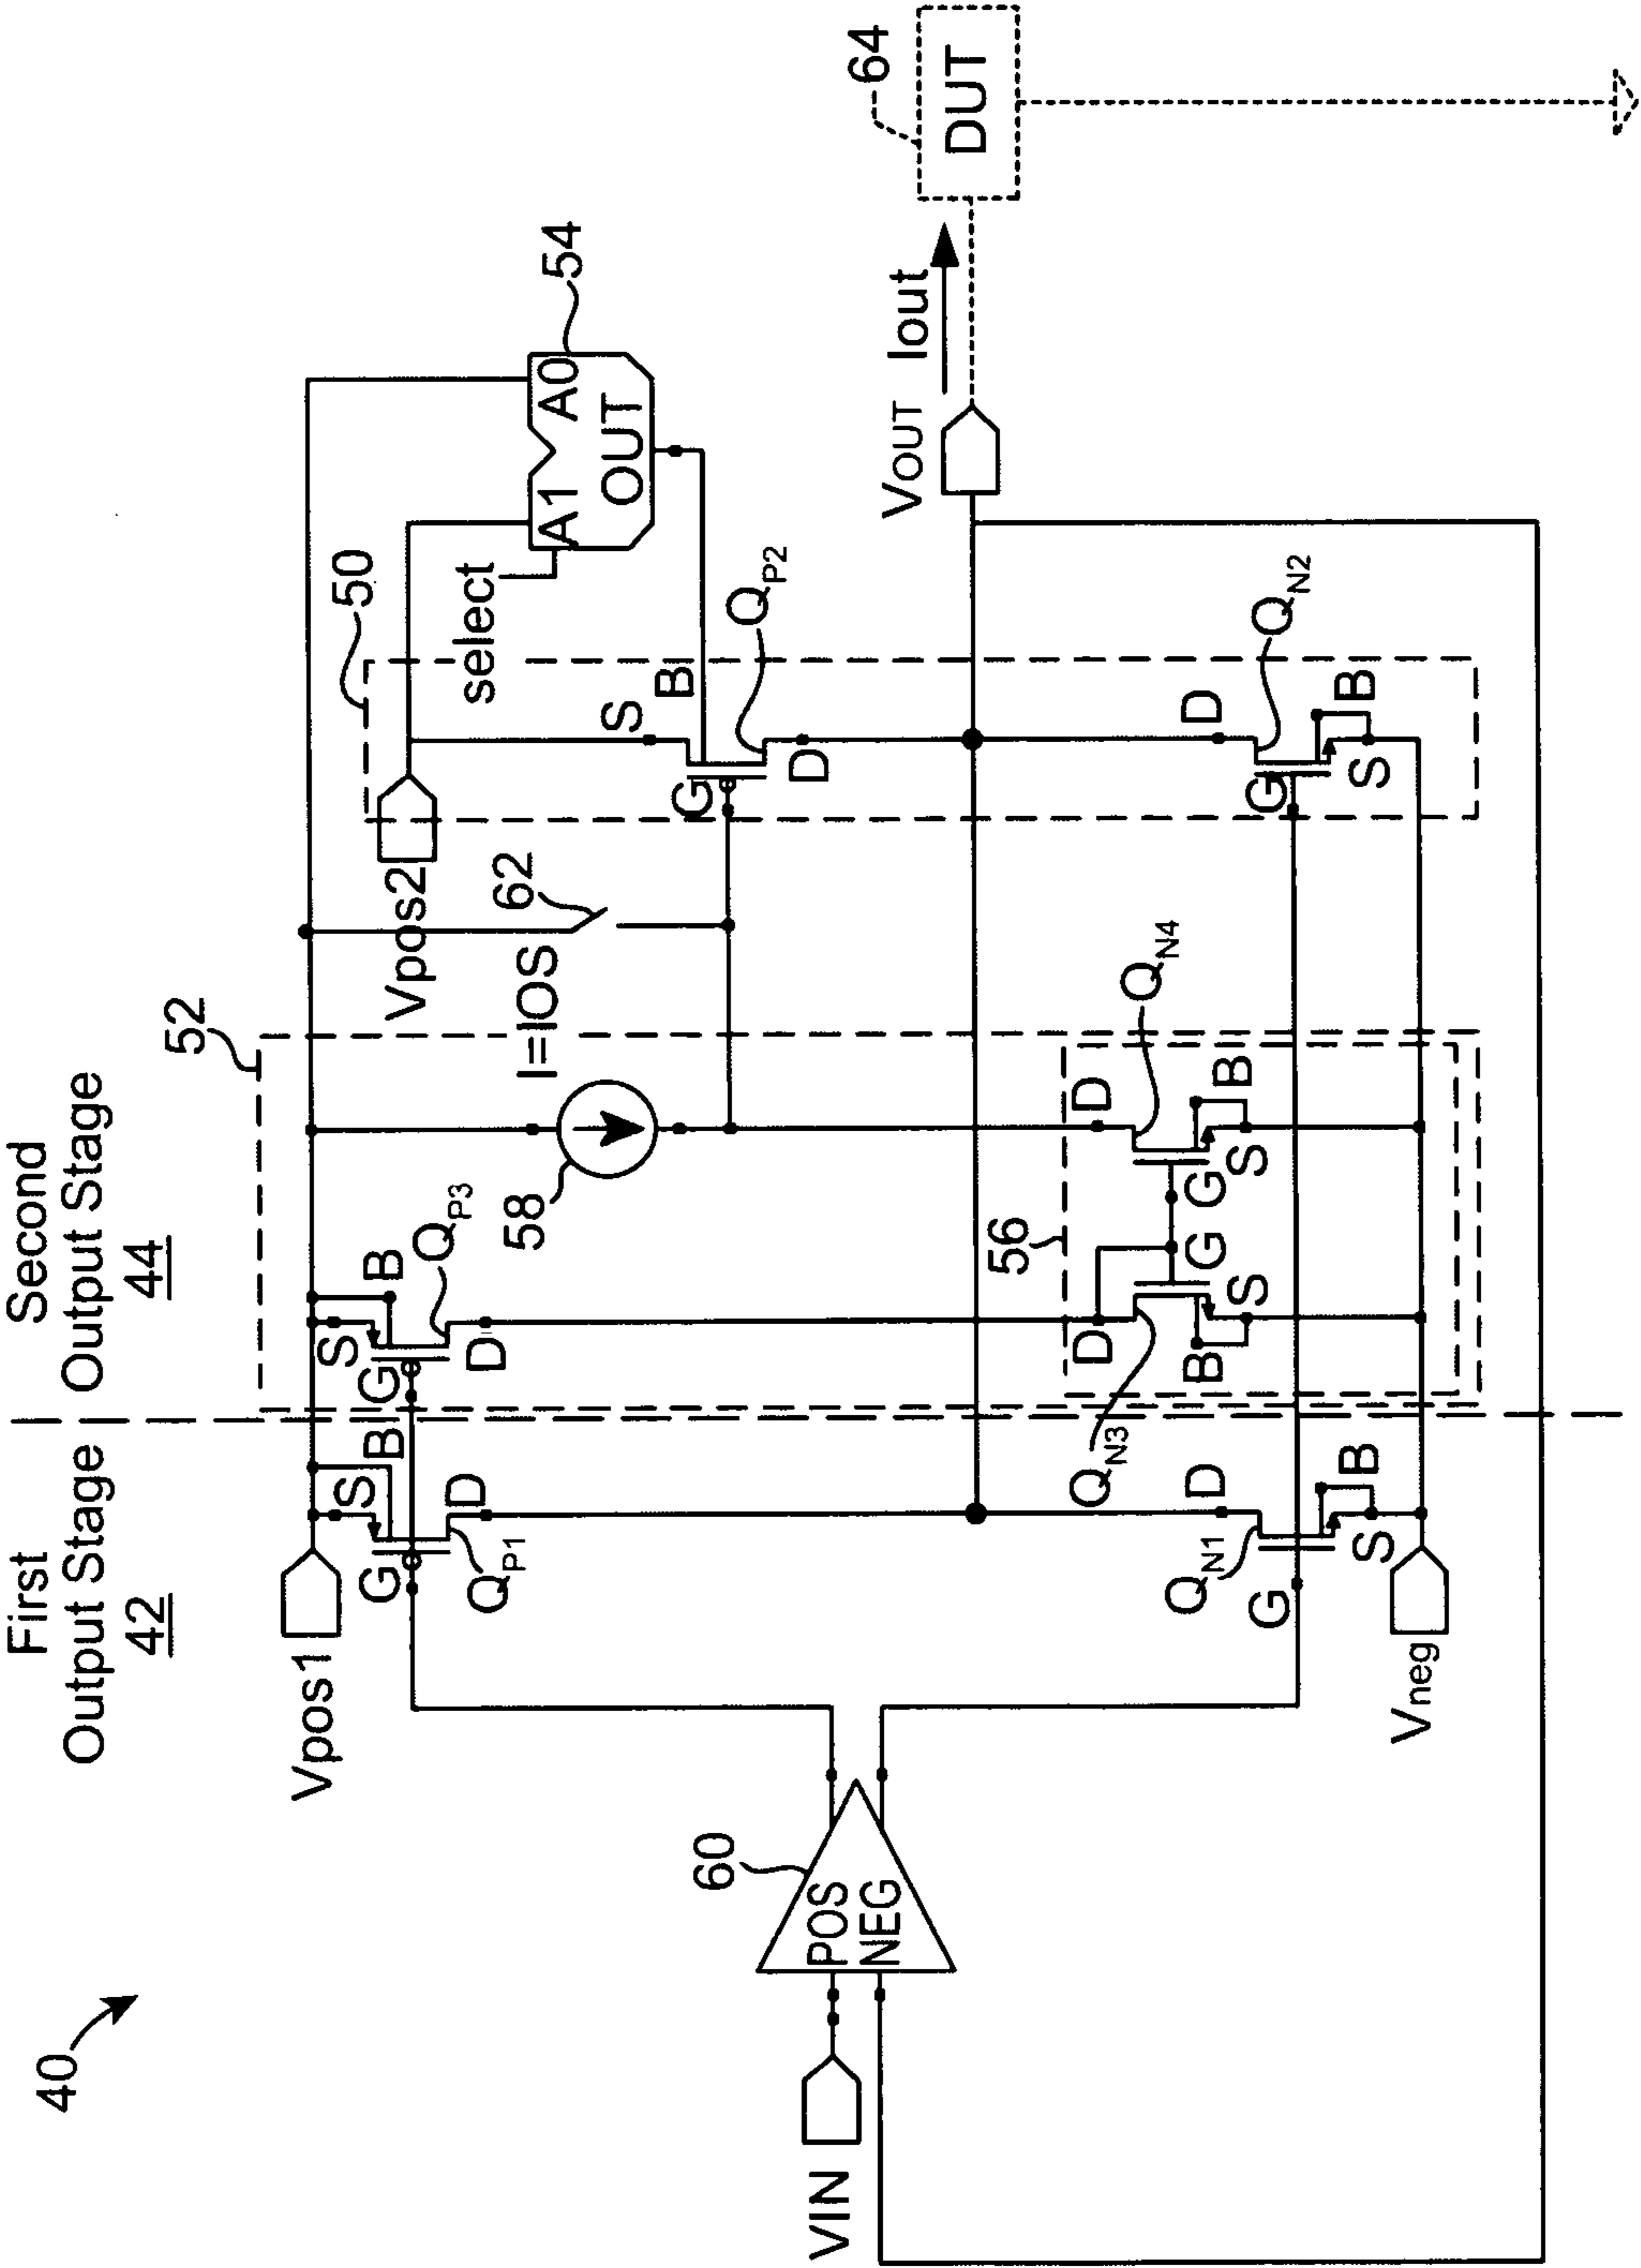 40
First
Output Stage
42
Second
Output Stage
44
52
50
54
Vpos1
Vpos2
select
A1
A0
OUT
S
B
G
D
QP1
S
B
G
D
QP3
58
I=IOS
62
S
B
G
D
QP2
60
POS
NEG
VIN
VOUT
Iout
64
DUT
56
D
G
B
S
QN1
D
G
B
S
QN3
D
G
B
S
QN4
D
G
B
S
QN2
Vneg